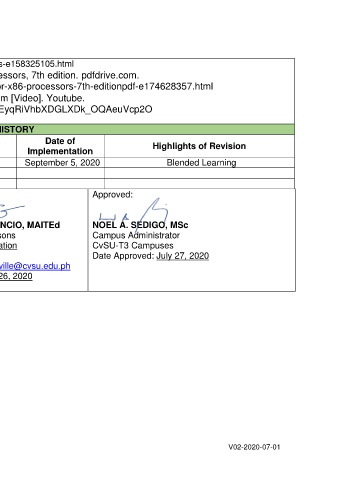 s-e158325105.html
essors, 7th edition. pdfdrive.com.
or-x86-processors-7th-editionpdf-e174628357.html
m [Video]. Youtube.
EyqRiVhbXDGLXDk_OQAeuVcp2O
HISTORY
Date of
Implementation
Highlights of Revision
September 5, 2020
Blended Learning
NCIO, MAITEd
sons
ation
ville@cvsu.edu.ph
26, 2020
Approved:
NOEL A. SEDIGO, MSc
Campus Administrator
CvSU-T3 Campuses
Date Approved: July 27, 2020
V02-2020-07-01